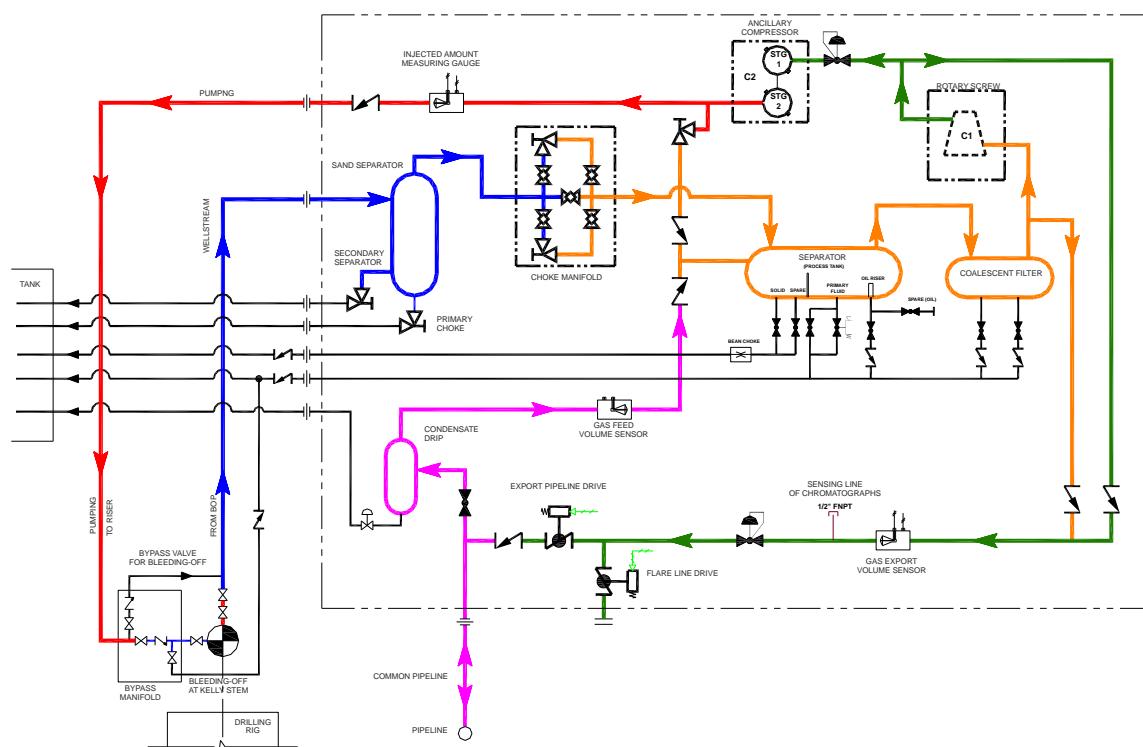 ANCILLARY
COMPRESSOR
STG
1
C2
STG
2
INJECTED AMOUNT
MEASURING GAUGE
PUMPNG
ROTARY SCREW
C1
SAND SEPARATOR
WELLSTREAM
SECONDARY
SEPARATOR
CHOKE MANIFOLD
SEPARATOR
(PROCESS TANK)
SOLID
SPARE
PRIMARY
FLUID
OIL RISER
COALESCENT FILTER
SPARE (OIL)
TANK
PRIMARY
CHOKE
BEAN CHOKE
CONDENSATE
DRIP
GAS FEED
VOLUME SENSOR
PUMPING
TO RISER
FROM BOP
EXPORT PIPELINE DRIVE
SENSING LINE
OF CHROMATOGRAPHS
1/2" FNPT
BYPASS VALVE
FOR BLEEDING-OFF
FLARE LINE DRIVE
GAS EXPORT
VOLUME SENSOR
BYPASS
MANIFOLD
BLEEDING-OFF
AT KELLY STEM
COMMON PIPELINE
DRILLING
RIG
PIPELINE